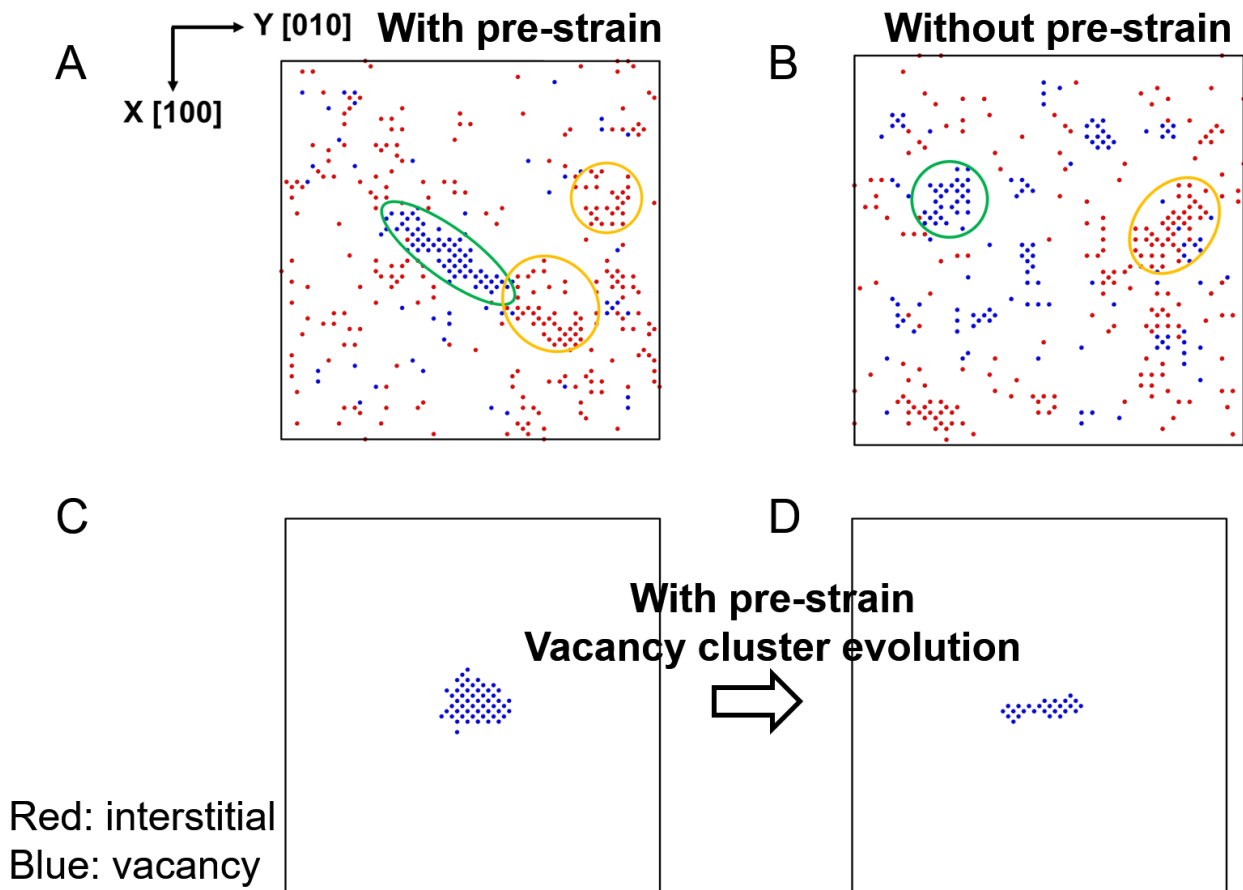 Y [010]
With pre-strain
Without pre-strain
A
B
X [100]
C
D
With pre-strain
Vacancy cluster evolution
Red: interstitial
Blue: vacancy